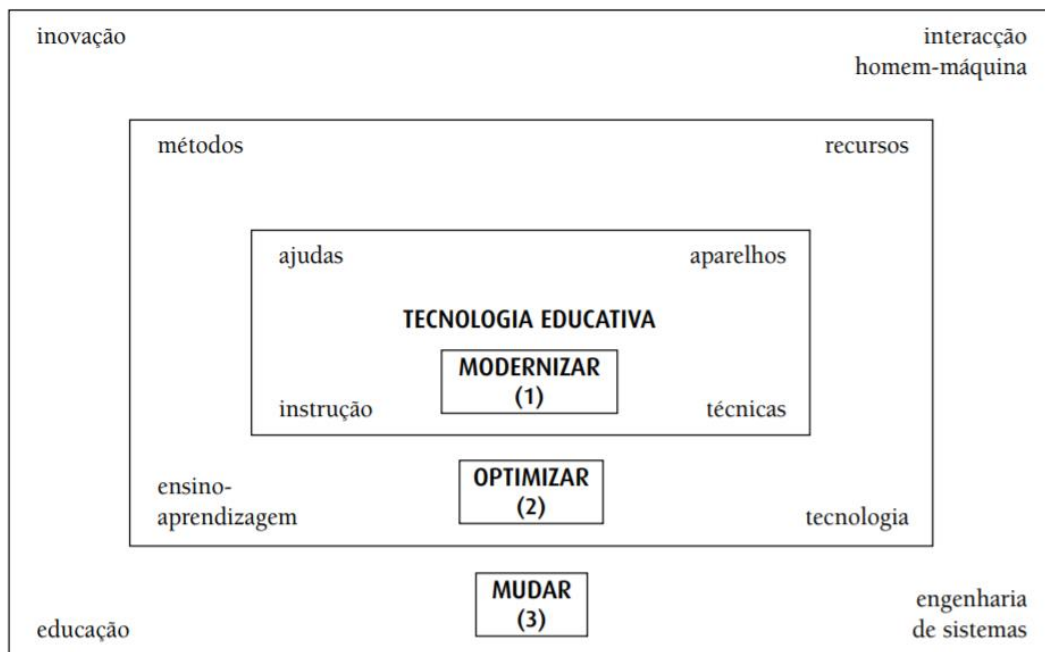 inovação
interacção
homem-máquina
métodos
recursos
ajudas
aparelhos
TECNOLOGIA EDUCATIVA
MODERNIZAR
(1)
instrução
técnicas
ensino-
aprendizagem
OPTIMIZAR
(2)
tecnologia
educação
MUDAR
(3)
engenharia
de sistemas